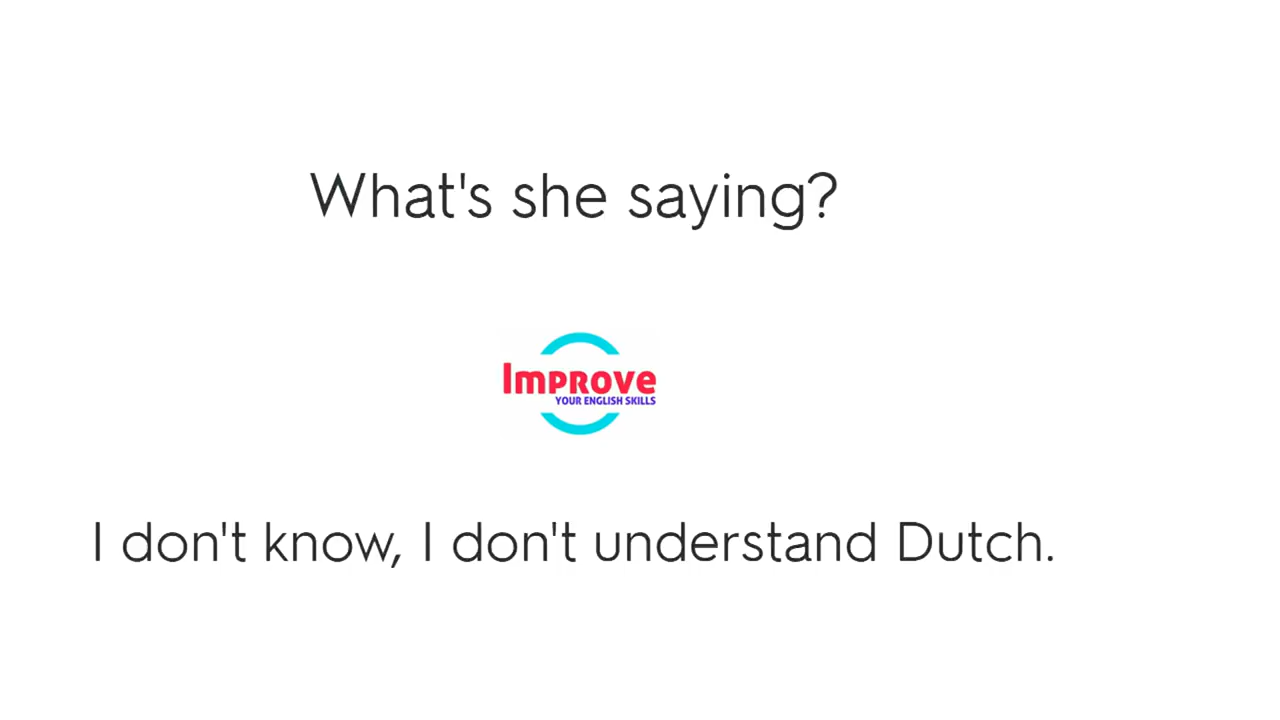 What's she saying?
Improve
YOUR ENGLISH SKILLS
I don't know, I don't understand Dutch.